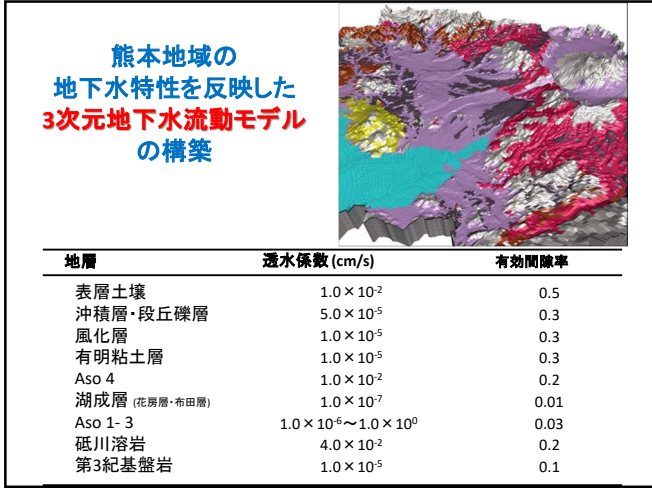 熊本地域の
地下水特性を反映した
3次元地下水流動モデル
の構築
地層 透水係数 (cm/s) 有効間隙率
表層土壌 1.0×10⁻² 0.5
沖積層・段丘礫層 5.0×10⁻⁵ 0.3
風化層 1.0×10⁻⁵ 0.3
有明粘土層 1.0×10⁻⁵ 0.3
Aso 4 1.0×10⁻² 0.2
湖成層 (花房層・布田層) 1.0×10⁻⁷ 0.01
Aso 1- 3 1.0×10⁻⁶～1.0×10⁰ 0.03
砥川溶岩 4.0×10⁻² 0.2
第3紀基盤岩 1.0×10⁻⁵ 0.1